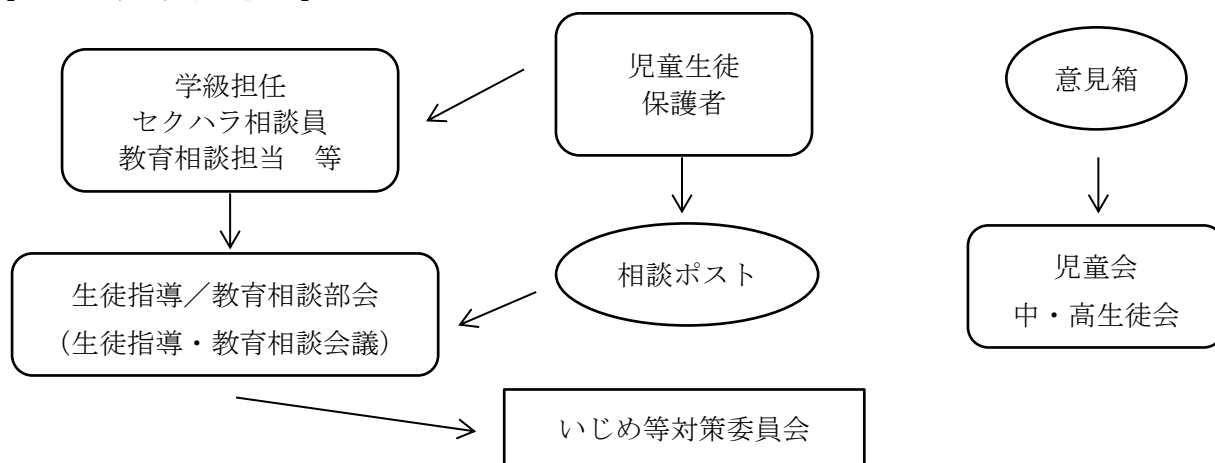 学級担任
セクハラ相談員
教育相談担当　等
児童生徒
保護者
意見箱
生徒指導／教育相談部会
（生徒指導・教育相談会議）
相談ポスト
児童会
中・高生徒会
いじめ等対策委員会